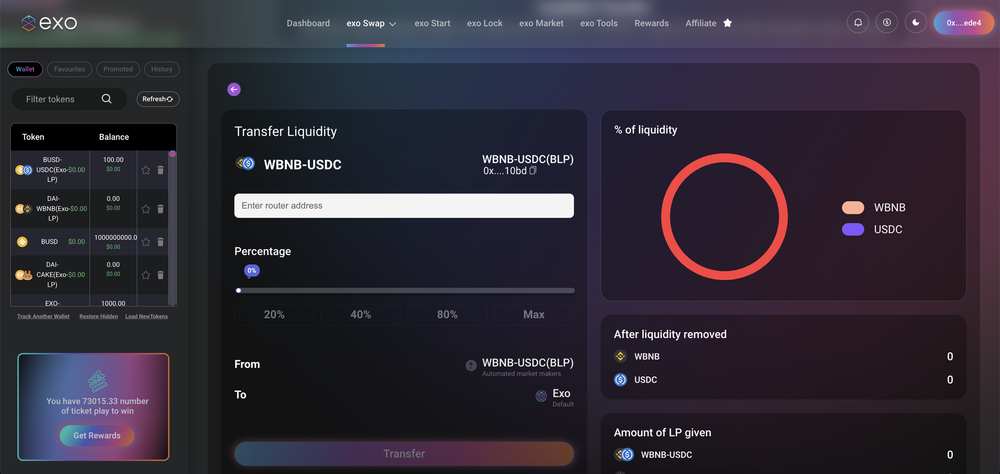 exo
Dashboard
exo Swap
exo Start
exo Lock
exo Market
exo Tools
Rewards
Affiliate
0x....ede4
Wallet
Favourites
Promoted
History
Filter tokens
Refresh
Token
Balance
BUSD-
USDC(Exo-
LP)
$0.00
100.00
$0.00
DAI-
WBNB(Exo-
LP)
$0.00
0.00
$0.00
BUSD
$0.00
1000000000.0
$0.00
DAI-
CAKE(Exo-
LP)
$0.00
0.00
$0.00
EXO-
1000.00
Track Another Wallet
Restore Hidden
Load NewTokens
You have 73015.33 number
of ticket play to win
Get Rewards
Transfer Liquidity
WBNB-USDC
WBNB-USDC(BLP)
0x....10bd
Enter router address
Percentage
0%
20%
40%
80%
Max
From
?
WBNB-USDC(BLP)
Automated market makers
To
Exo
Default
Transfer
% of liquidity
WBNB
USDC
After liquidity removed
WBNB
0
USDC
0
Amount of LP given
WBNB-USDC
0